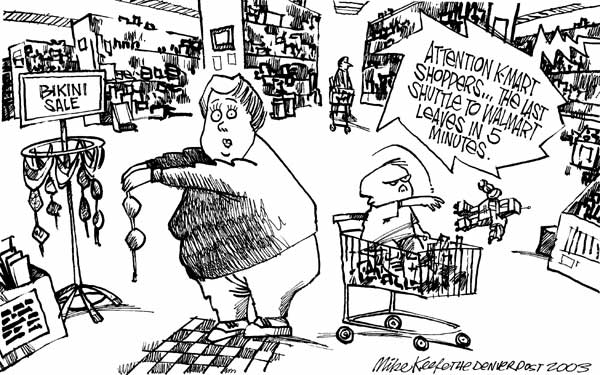 BIKINI
SALE
ATTENTION K-MART
SHOPPERS... THE LAST
SHUTTLE TO WALMART
LEAVES IN 5
MINUTES.
Mike Keefe THE DENVER POST 2003